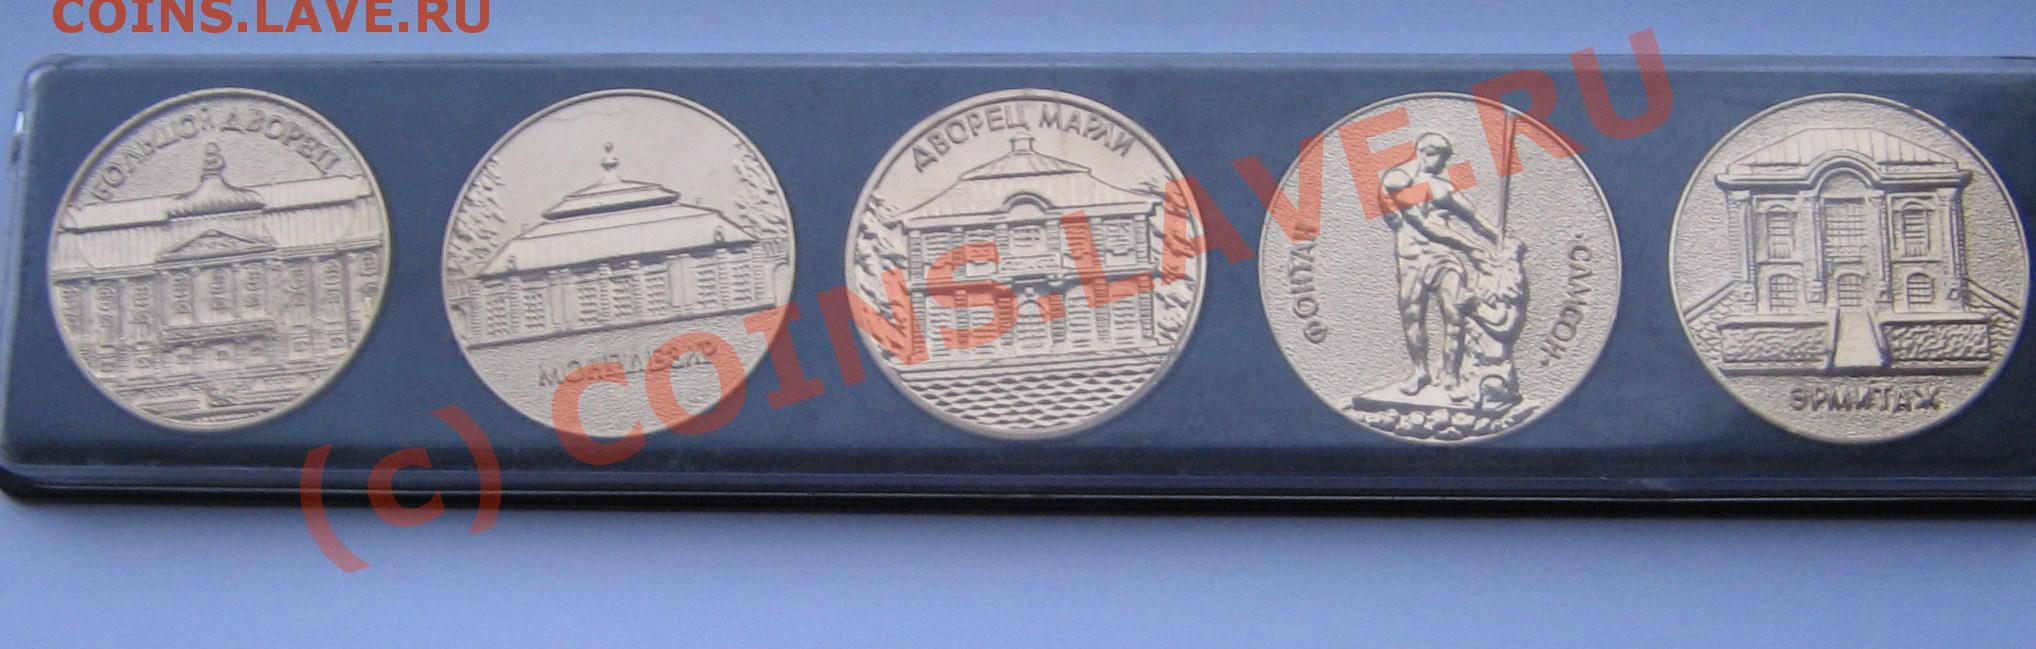 COINS.LAVE.RU
БОЛЬШОЙ ДВОРЕЦ
МОНПЛЕЗИР
ДВОРЕЦ МАРЛИ
ФОНТАН
·САМСОН·
ЭРМИТАЖ
(c) COINS.LAVE.RU